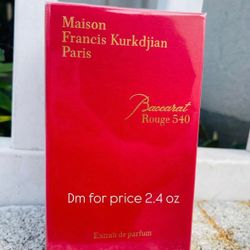 Maison
Francis Kurkdjian
Paris
Baccarat
Rouge 540
Dm for price 2.4 oz
Extrait de parfum